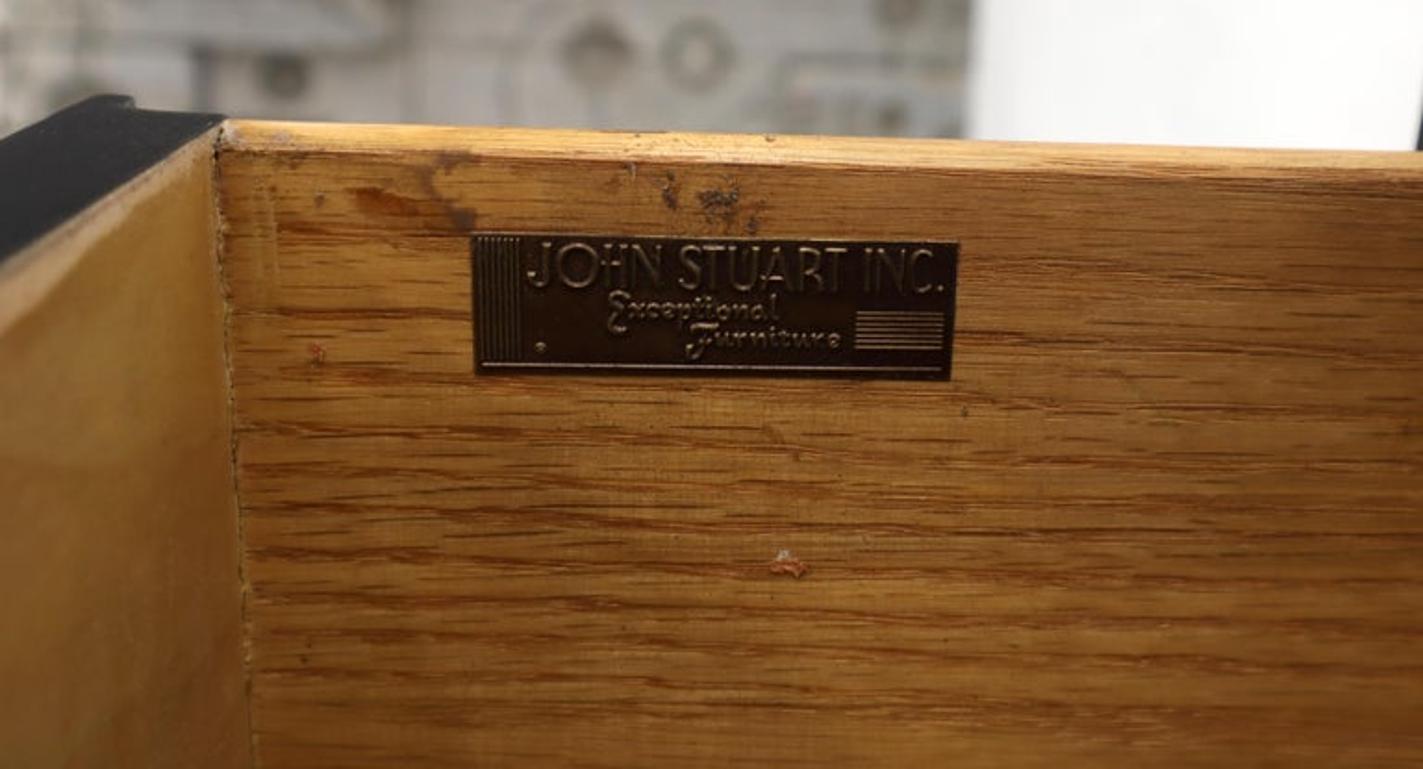 JOHN STUART INC.
Exceptional
Furniture